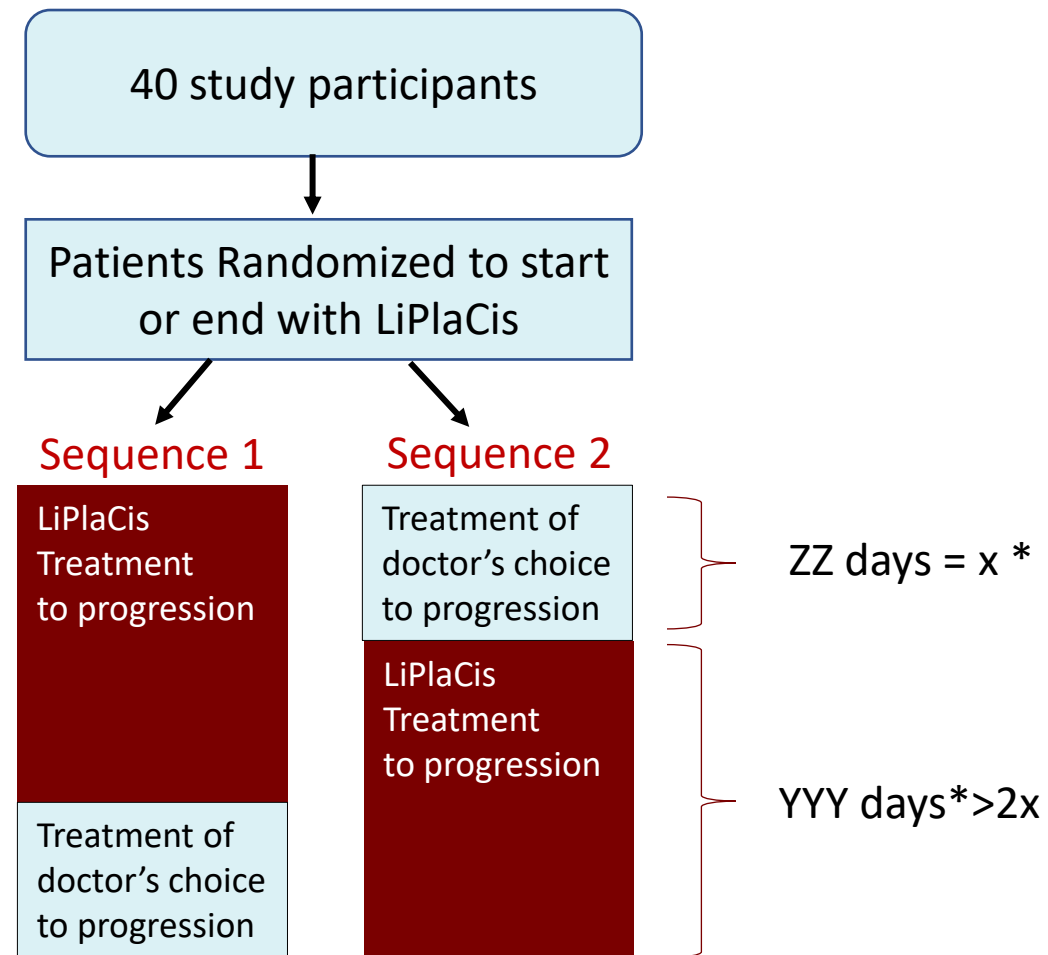 40 study participants
Patients Randomized to start
or end with LiPlaCis
Sequence 1
LiPlaCis
Treatment
to progression
Treatment of
doctor’s choice
to progression
Sequence 2
Treatment of
doctor’s choice
to progression
LiPlaCis
Treatment
to progression
ZZ days = x *
YYY days*>2x